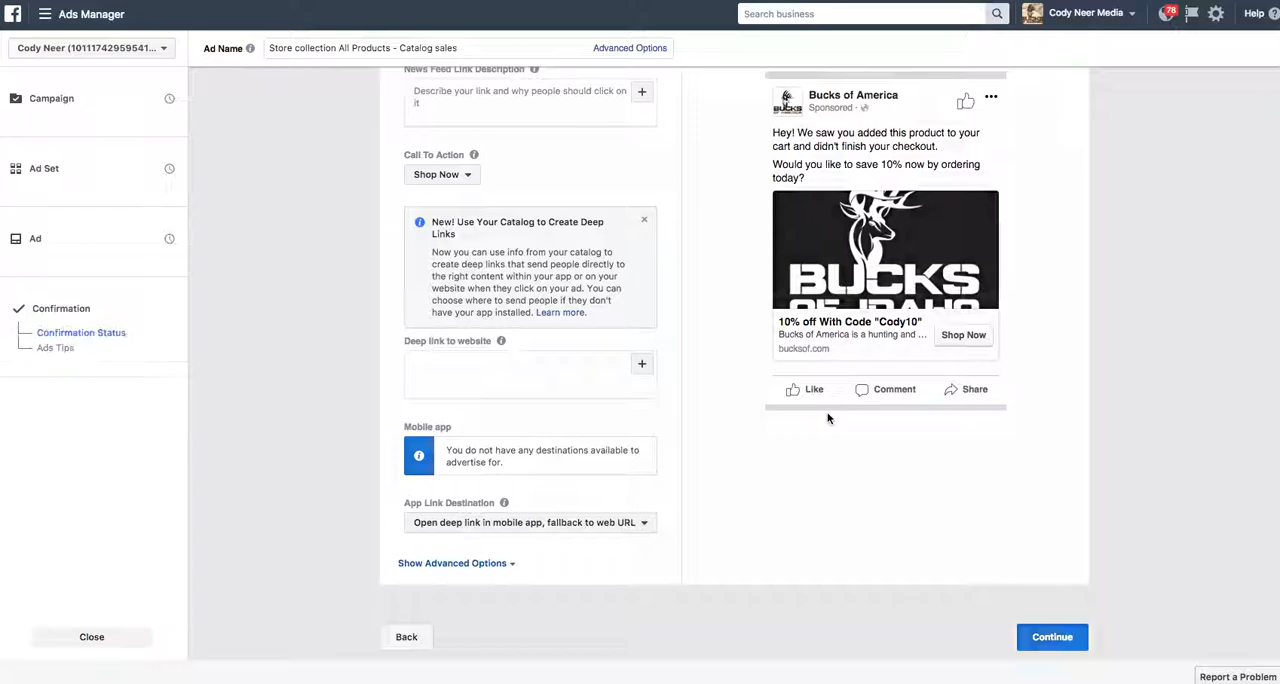 Ads Manager
Search business
Cody Neer Media
78
Help
Cody Neer (10111742959541...
Ad Name
Store collection All Products - Catalog sales
Advanced Options
Campaign
Ad Set
Ad
Confirmation
Confirmation Status
Ads Tips
Close
News Feed Link Description
Describe your link and why people should click on
it
Call To Action
Shop Now
New! Use Your Catalog to Create Deep
Links
Now you can use info from your catalog to
create deep links that send people directly to
the right content within your app or on your
website when they click on your ad. You can
choose where to send people if they don't
have your app installed. Learn more.
Deep link to website
Mobile app
You do not have any destinations available to
advertise for.
App Link Destination
Open deep link in mobile app, fallback to web URL
Show Advanced Options
Back
Bucks of America
Sponsored ·
Hey! We saw you added this product to your
cart and didn't finish your checkout.
Would you like to save 10% now by ordering
today?
BUCKS
OF IDAHO
10% off With Code "Cody10"
Bucks of America is a hunting and ...
bucksof.com
Shop Now
Like
Comment
Share
Continue
Report a Problem